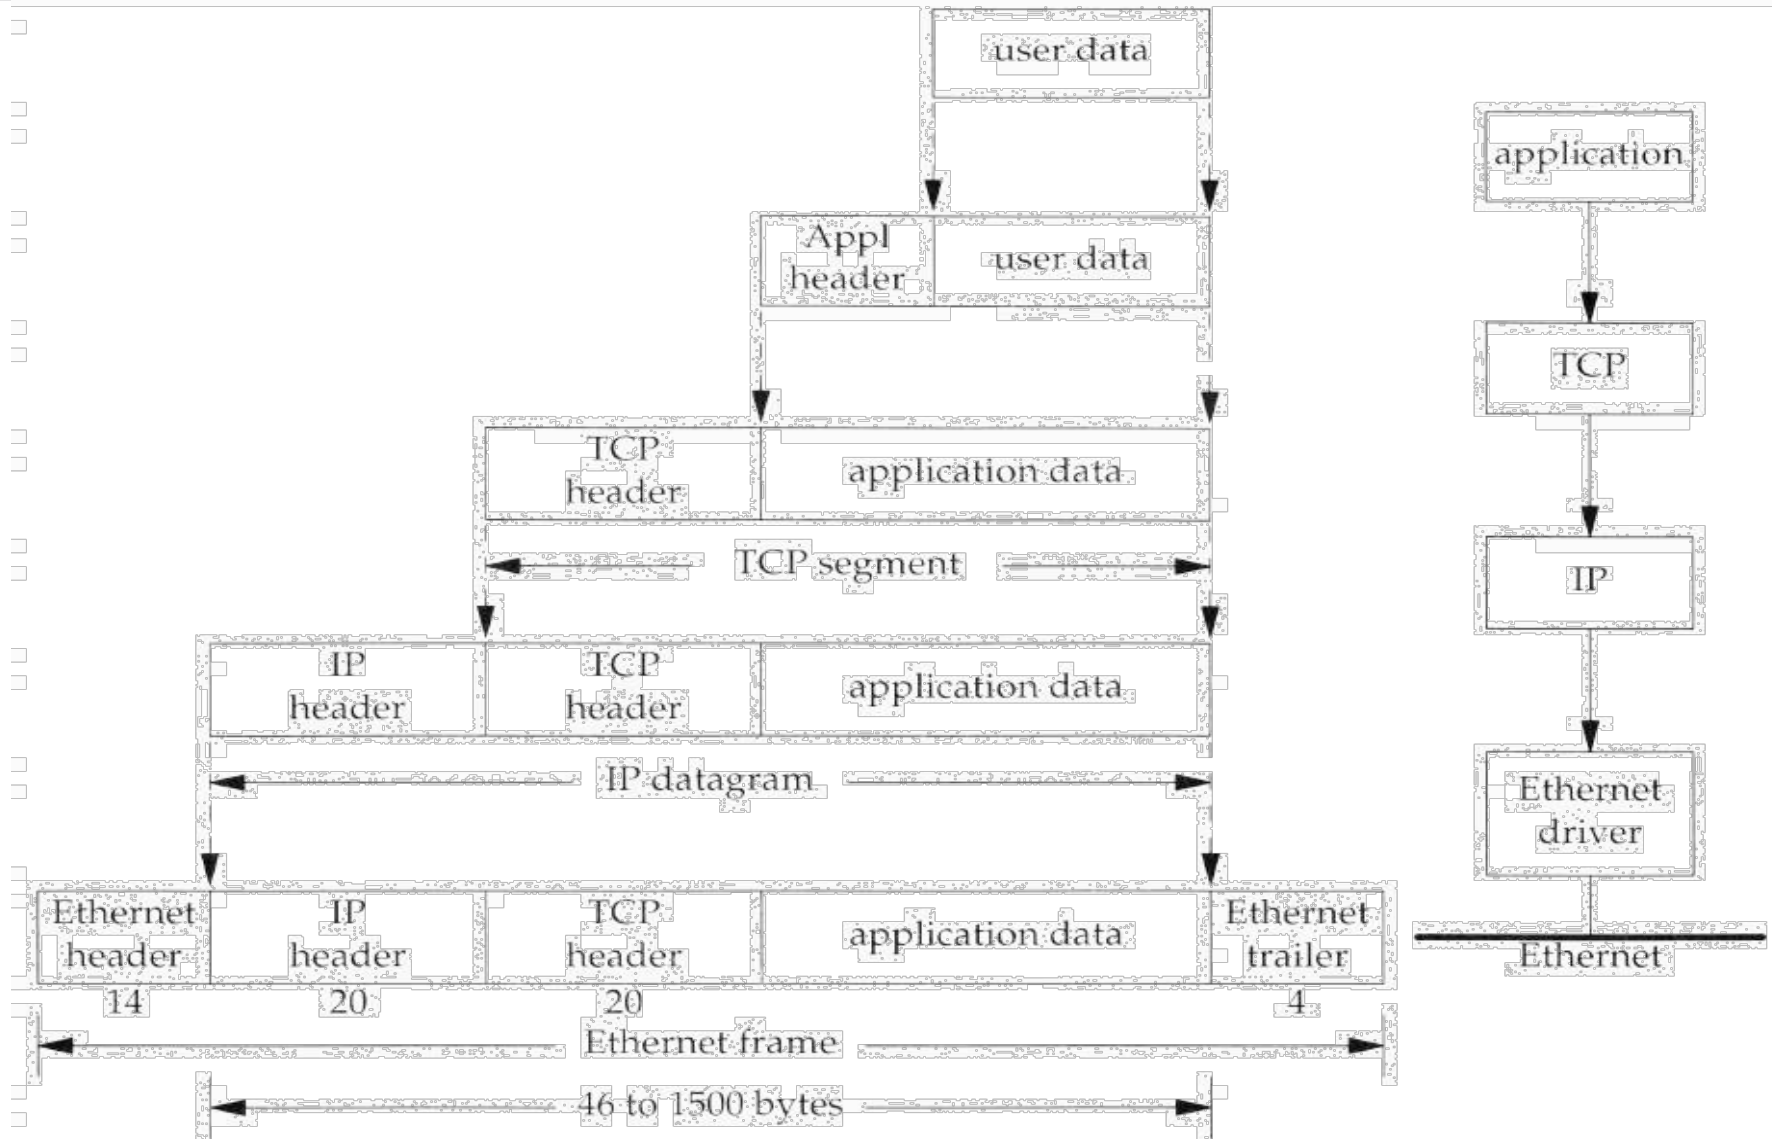 user data
application
Appl
header
user data
TCP
TCP
header
application data
TCP segment
IP
IP
header
TCP
header
application data
IP datagram
Ethernet
driver
Ethernet
header
IP
header
TCP
header
application data
Ethernet
trailer
Ethernet
14
20
20
4
Ethernet frame
46 to 1500 bytes